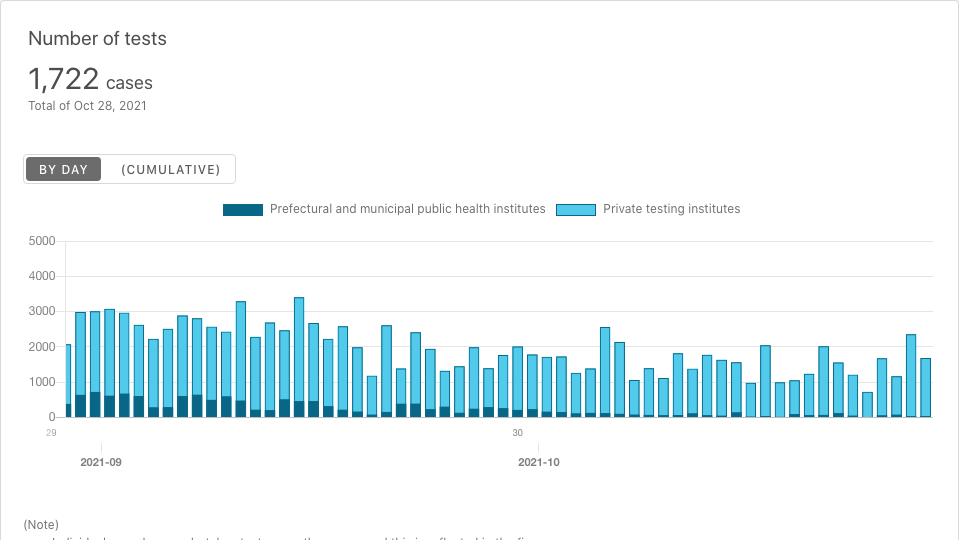 Number of tests
1,722 cases
Total of Oct 28, 2021
BY DAY (CUMULATIVE)
Prefectural and municipal public health institutes Private testing institutes
5000
4000
3000
2000
1000
0
29 30
2021-09 2021-10
(Note)